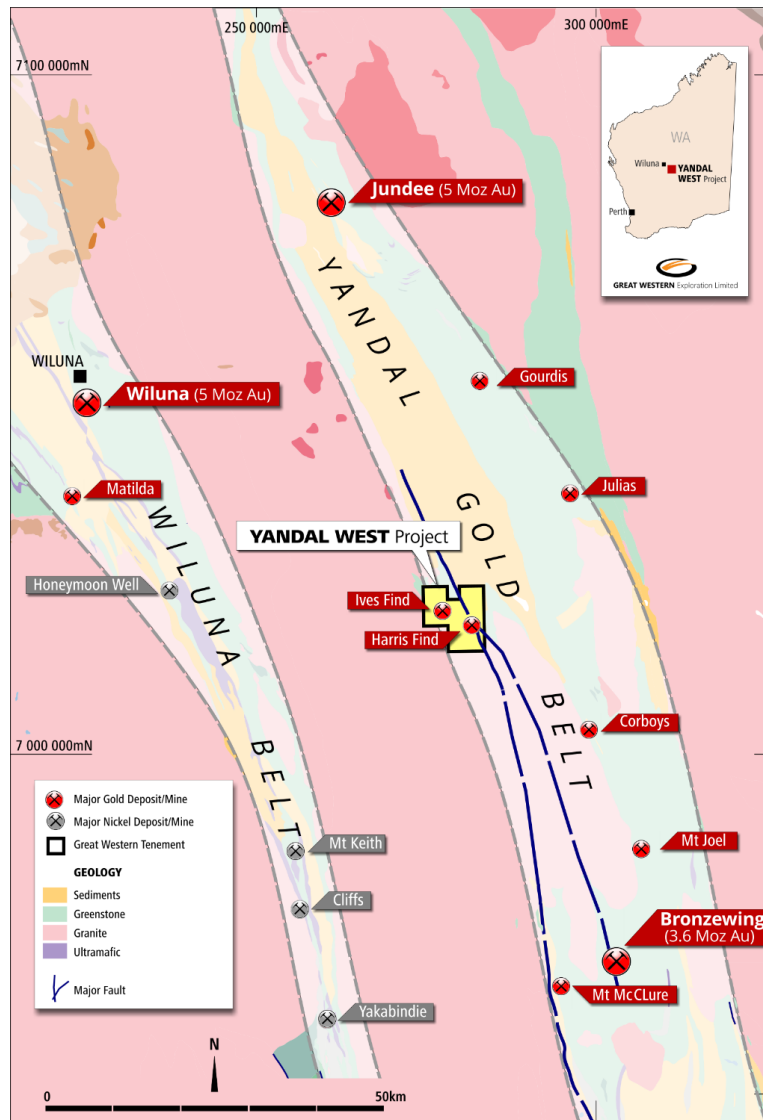 250 000mE
300 000mE
7100 000mN
WA
Wiluna
YANDAL
WEST Project
Perth
GREAT WESTERN Exploration Limited
Jundee (5 Moz Au)
YANDAL
GOLD
BELT
WILUNA
Wiluna (5 Moz Au)
Gourdis
Matilda
Julias
WILUNA
BELT
YANDAL WEST Project
Honeymoon Well
Ives Find
Harris Find
Corboys
7 000 000mN
Major Gold Deposit/Mine
Major Nickel Deposit/Mine
Great Western Tenement
GEOLOGY
Sediments
Greenstone
Granite
Ultramafic
Major Fault
Mt Keith
Cliffs
Yakabindie
Mt Joel
Bronzewing
(3.6 Moz Au)
Mt McCLure
N
0
50km